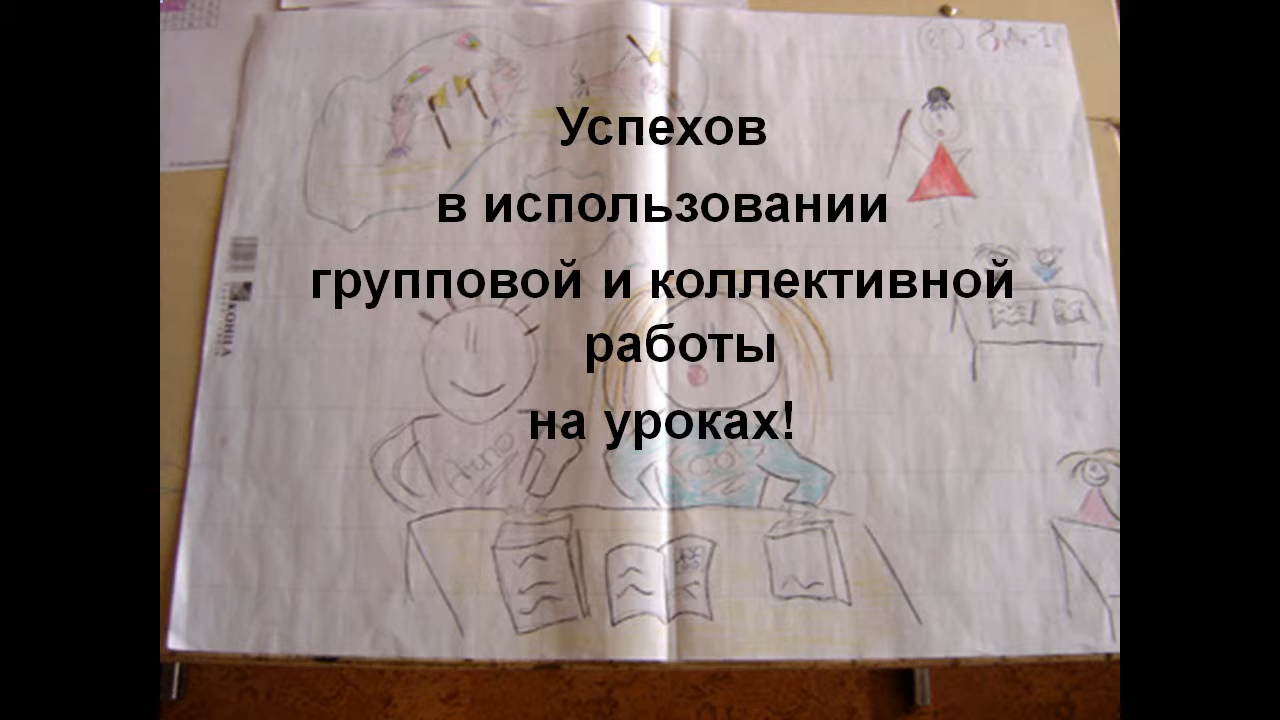 Успехов
в использовании
групповой и коллективной
работы
на уроках!